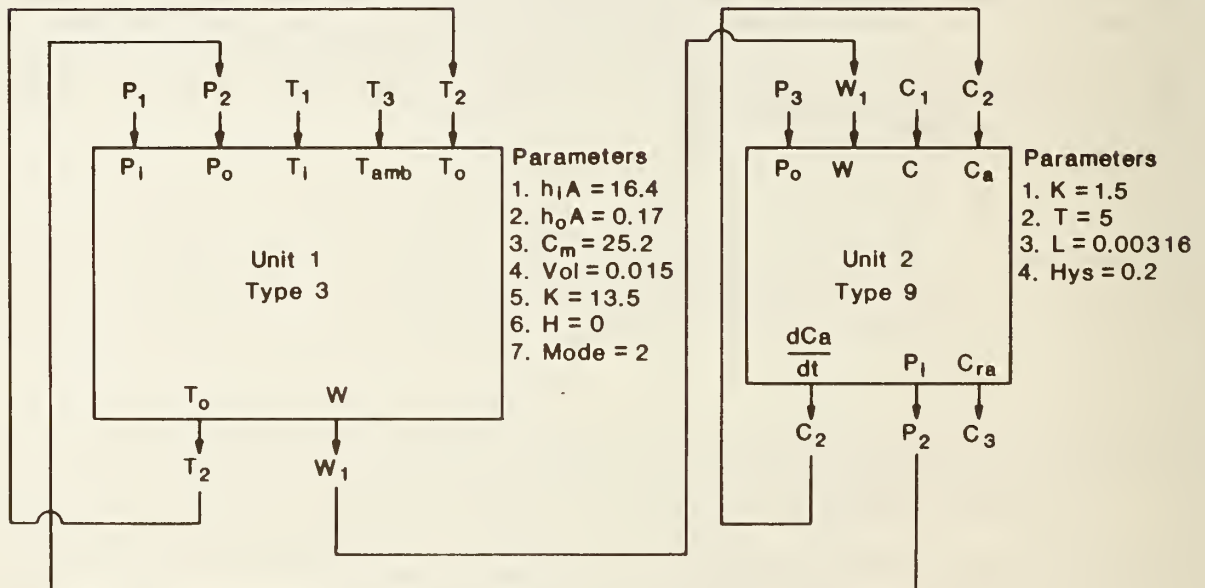 P1 P2 T1 T3 T2
Pi Po Ti Tamb To
Unit 1
Type 3
To W
T2 W1
Parameters
1. hiA = 16.4
2. hoA = 0.17
3. Cm = 25.2
4. Vol = 0.015
5. K = 13.5
6. H = 0
7. Mode = 2
P3 W1 C1 C2
Po W C Ca
Unit 2
Type 9
dCa
dt Pi Cra
C2 P2 C3
Parameters
1. K = 1.5
2. T = 5
3. L = 0.00316
4. Hys = 0.2